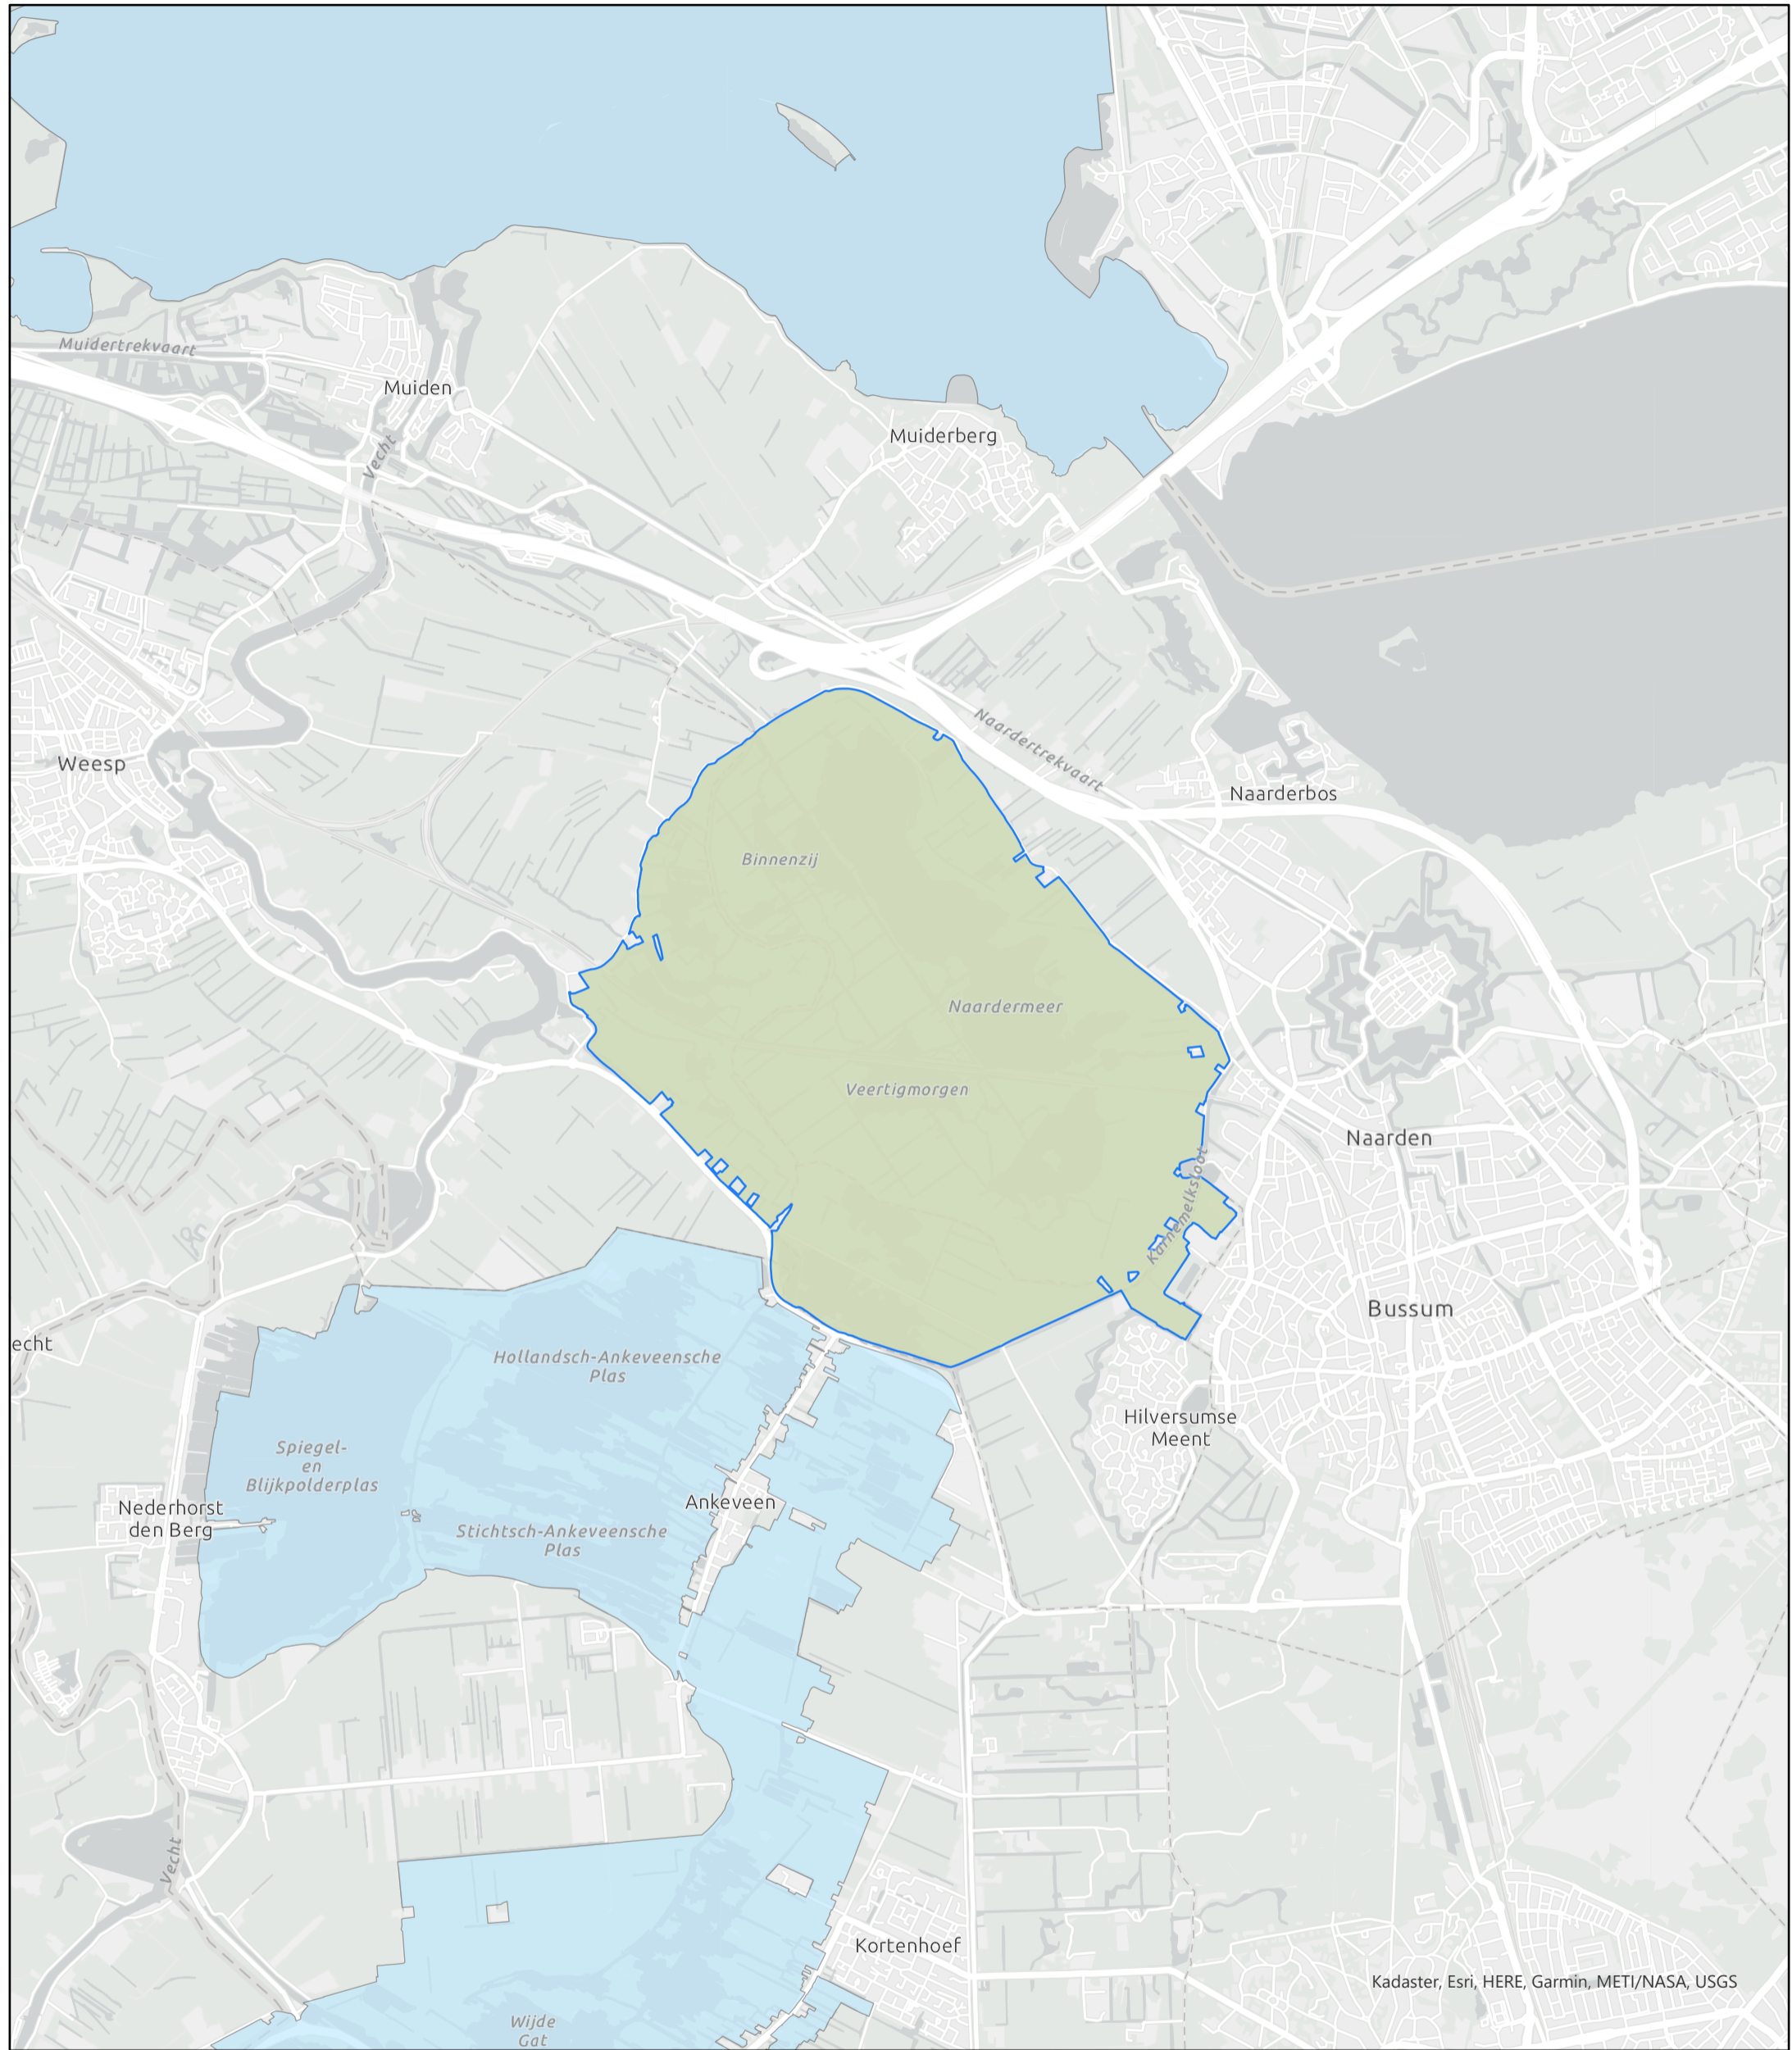 Muidertrekvaart
Muiden
Vecht
Muiderberg
Naardertrekvaart
Weesp
Naarderbos
Binnenzij
Naardermeer
Veertigmorgen
Naarden
Karnemelksloot
Bussum
echt
Hollandsch-Ankeveensche
Plas
Hilversumse
Meent
Spiegel-
en
Blijkpolderplas
Nederhorst
den Berg
Ankeveen
Stichtsch-Ankeveensche
Plas
Vecht
Kortenhoef
Kadaster, Esri, HERE, Garmin, METI/NASA, USGS
Wijde
Gat